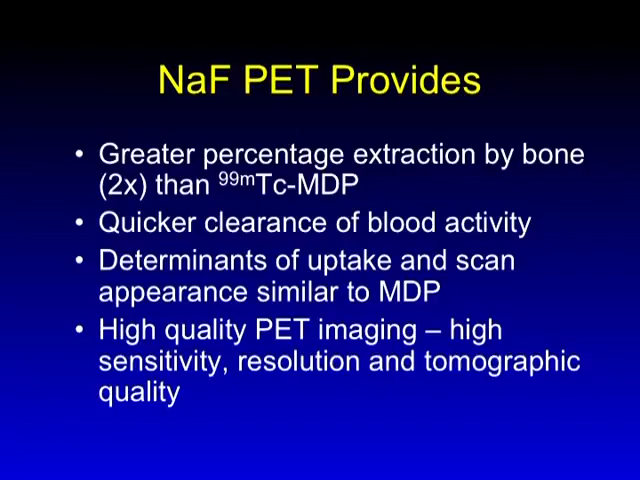 NaF PET Provides
• Greater percentage extraction by bone
(2x) than ⁹⁹ᵐTc-MDP
• Quicker clearance of blood activity
• Determinants of uptake and scan
appearance similar to MDP
• High quality PET imaging – high
sensitivity, resolution and tomographic
quality